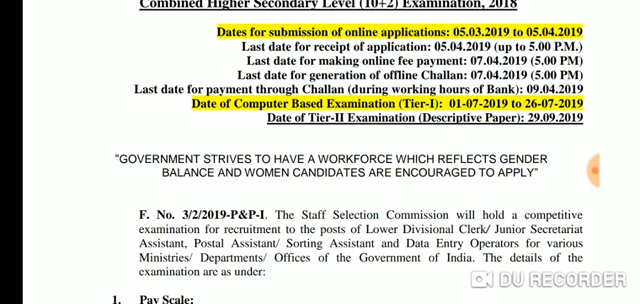 Combined Higher Secondary Level (10+2) Examination, 2018
Dates for submission of online applications: 05.03.2019 to 05.04.2019
Last date for receipt of application: 05.04.2019 (up to 5.00 P.M.)
Last date for making online fee payment: 07.04.2019 (5.00 PM)
Last date for generation of offline Challan: 07.04.2019 (5.00 PM)
Last date for payment through Challan (during working hours of Bank): 09.04.2019
Date of Computer Based Examination (Tier-I): 01-07-2019 to 26-07-2019
Date of Tier-II Examination (Descriptive Paper): 29.09.2019
"GOVERNMENT STRIVES TO HAVE A WORKFORCE WHICH REFLECTS GENDER
BALANCE AND WOMEN CANDIDATES ARE ENCOURAGED TO APPLY"
F. No. 3/2/2019-P&P-I. The Staff Selection Commission will hold a competitive
examination for recruitment to the posts of Lower Divisional Clerk/ Junior Secretariat
Assistant, Postal Assistant/ Sorting Assistant and Data Entry Operators for various
Ministries/ Departments/ Offices of the Government of India. The details of the
examination are as under:
DU RECORDER
1. Pay Scale: